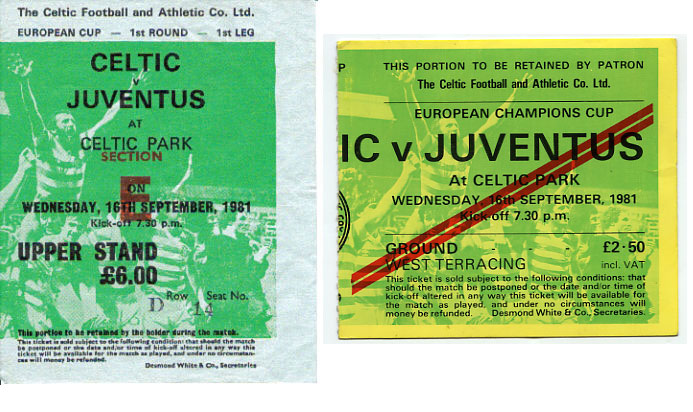 The Celtic Football and Athletic Co. Ltd.
EUROPEAN CUP — 1st ROUND — 1st LEG
CELTIC
v
JUVENTUS
AT
CELTIC PARK
SECTION
E
ON
WEDNESDAY, 16TH SEPTEMBER, 1981
Kick-off 7.30 p.m.
UPPER STAND
£6.00
Row Seat No.
D 14
This portion to be retained by the holder during the match.
This ticket is sold subject to the following condition: that should the match
be postponed or the date and/or time of kick-off altered in any way this
ticket will be available for the match as played, and under no circumstan-
ces will money be refunded.
Desmond White & Co., Secretaries
P THIS PORTION TO BE RETAINED BY PATRON
The Celtic Football and Athletic Co. Ltd.
EUROPEAN CHAMPIONS CUP
IC v JUVENTUS
At CELTIC PARK
WEDNESDAY, 16th SEPTEMBER, 1981
Kick-off 7.30 p.m.
GROUND - - - £2·50
WEST TERRACING incl. VAT
This ticket is sold subject to the following conditions: that
should the match be postponed or the date and/or time of
kick-off altered in any way this ticket will be available for
the match as played, and under no circumstances will
money be refunded. Desmond White & Co., Secretaries.